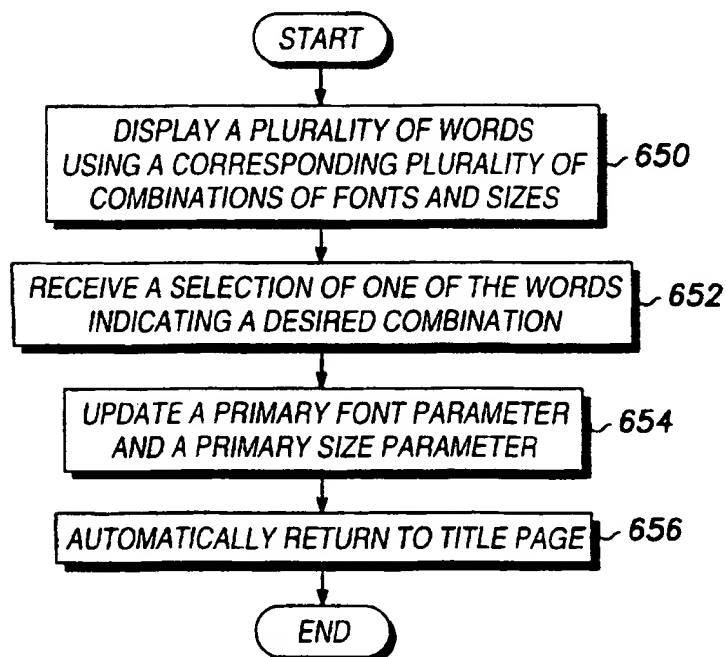 START
DISPLAY A PLURALITY OF WORDS
USING A CORRESPONDING PLURALITY OF
COMBINATIONS OF FONTS AND SIZES
650
RECEIVE A SELECTION OF ONE OF THE WORDS
INDICATING A DESIRED COMBINATION
652
UPDATE A PRIMARY FONT PARAMETER
AND A PRIMARY SIZE PARAMETER
654
AUTOMATICALLY RETURN TO TITLE PAGE
656
END